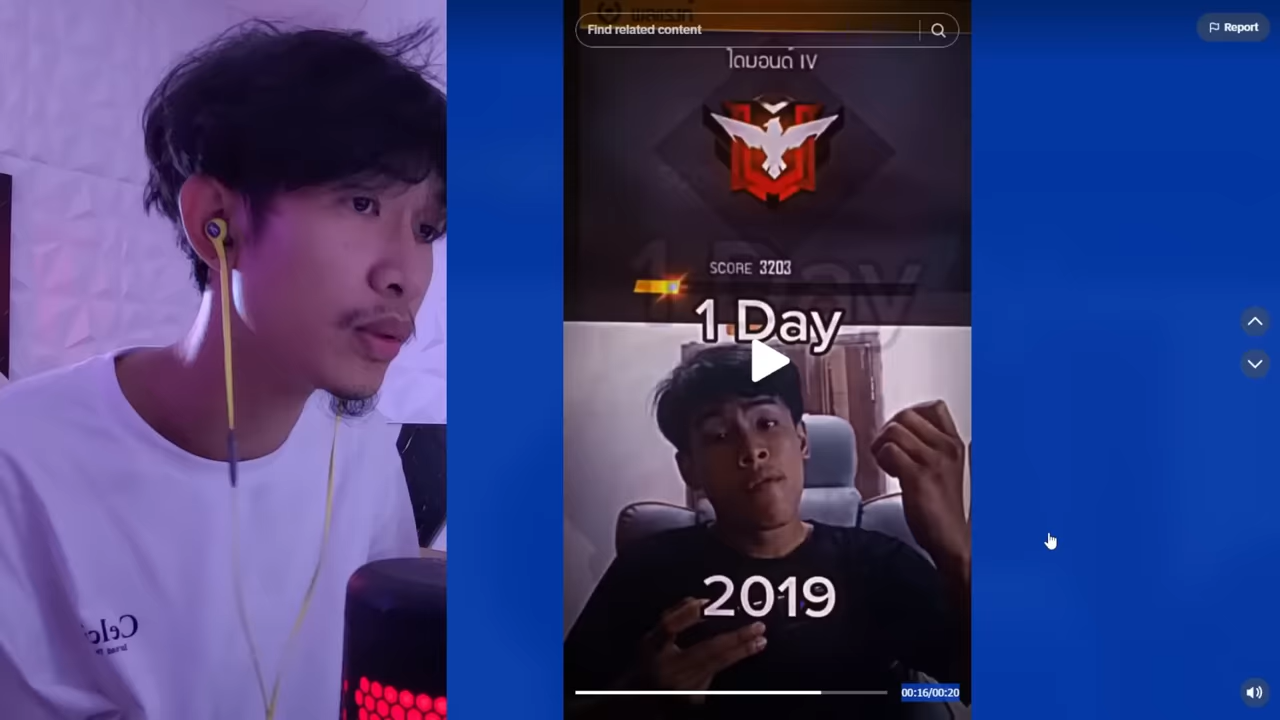 Find related content
Report
ไดมอนด์ IV
SCORE 3203
1 Day
2019
00:16/00:20